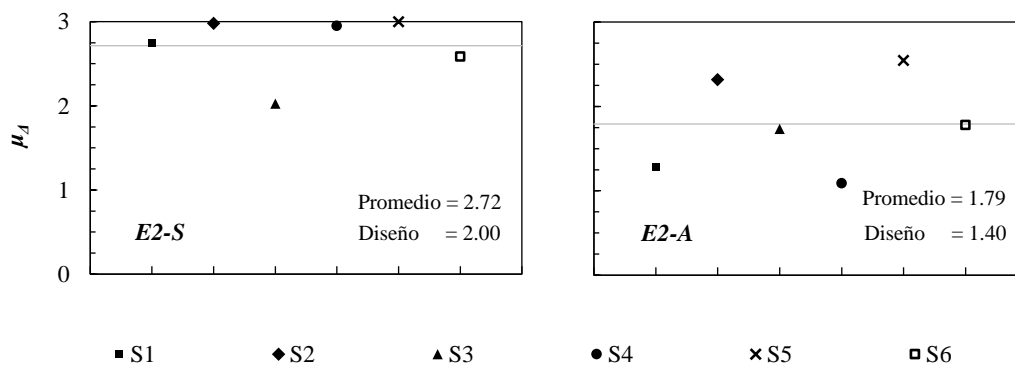 3
2
1
0
μΔ
Promedio = 2.72
Diseño = 2.00
E2-S
Promedio = 1.79
Diseño = 1.40
E2-A
S1 S2 S3 S4 S5 S6